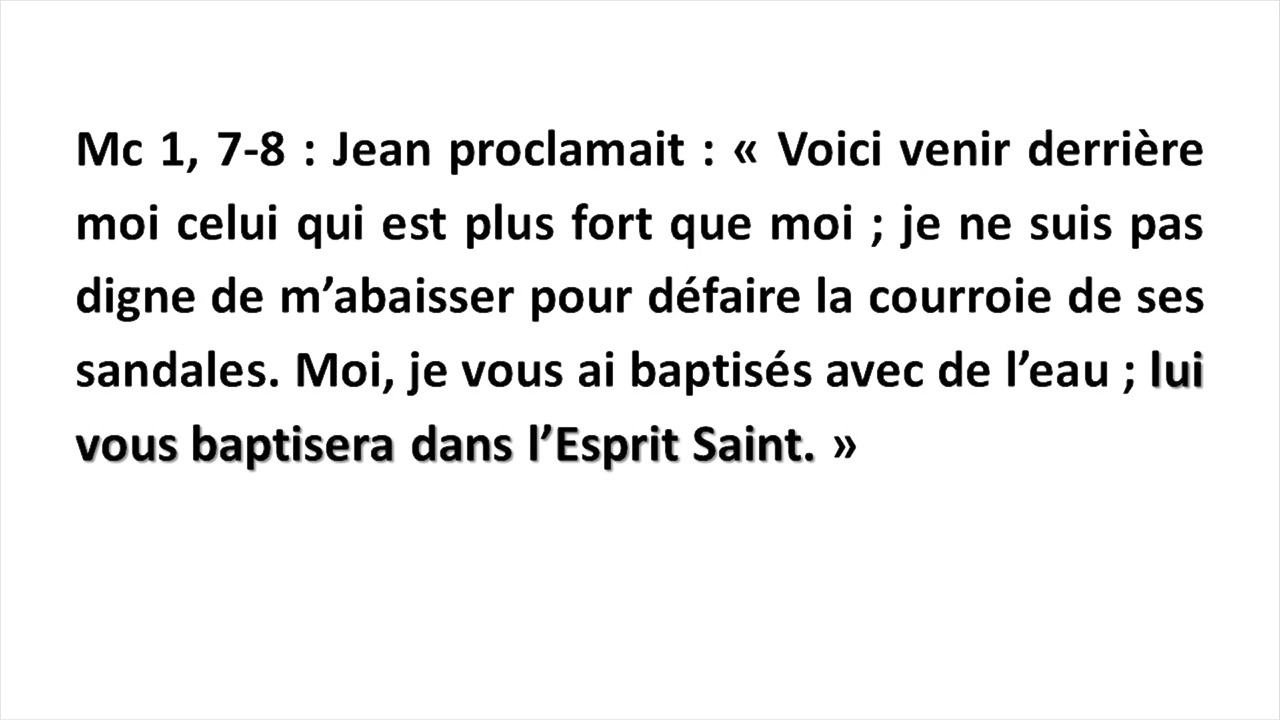 Mc 1, 7-8 : Jean proclamait : « Voici venir derrière
moi celui qui est plus fort que moi ; je ne suis pas
digne de m’abaisser pour défaire la courroie de ses
sandales. Moi, je vous ai baptisés avec de l’eau ; lui
vous baptisera dans l’Esprit Saint. »